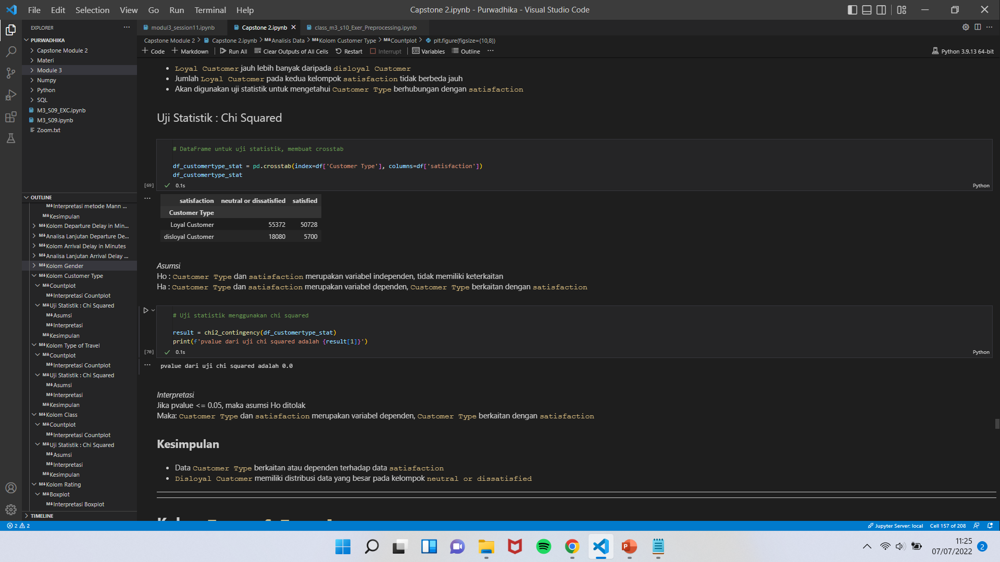 File Edit Selection View Go Run Terminal Help
Capstone 2.ipynb - Purwadhika - Visual Studio Code
EXPLORER
PURWADHIKA
Capstone Module 2
Materi
Module 3
Numpy
Python
SQL
M3_S09_EXC.ipynb
M3_S09.ipynb
Zoom.txt
OUTLINE
Interpretasi metode Mann ...
Kesimpulan
Kolom Departure Delay in Min...
Analisa Lanjutan Departure De...
Kolom Arrival Delay in Minutes
Analisa Lanjutan Arrival Delay ...
Kolom Gender
Kolom Customer Type
Countplot
Interpretasi Countplot
Uji Statistik : Chi Squared
Asumsi
Interpretasi
Kesimpulan
Kolom Type of Travel
Countplot
Interpretasi Countplot
Uji Statistik : Chi Squared
Asumsi
Interpretasi
Kesimpulan
Kolom Class
Countplot
Interpretasi Countplot
Uji Statistik : Chi Squared
Asumsi
Interpretasi
Kesimpulan
Kolom Rating
Boxplot
Interpretasi Boxplot
TIMELINE
modul3_session11.ipynb Capstone 2.ipynb class_m3_s10_Exer_Preprocessing.ipynb
Capstone Module 2 > Capstone 2.ipynb > Analisis Data > Kolom Customer Type > Countplot > plt.figure(figsize=(10,8))
+ Code + Markdown | Run All Clear Outputs of All Cells Restart Interrupt | Variables Outline ...
Python 3.9.13 64-bit
• Loyal Customer jauh lebih banyak daripada disloyal Customer
• Jumlah Loyal Customer pada kedua kelompok satisfaction tidak berbeda jauh
• Akan digunakan uji statistik untuk mengetahui Customer Type berhubungan dengan satisfaction
Uji Statistik : Chi Squared
# DataFrame untuk uji statistik, membuat crosstab
df_customertype_stat = pd.crosstab(index=df['Customer Type'], columns=df['satisfaction'])
df_customertype_stat
[69] 0.1s Python
satisfaction neutral or dissatisfied satisfied
Customer Type
Loyal Customer 55372 50728
disloyal Customer 18080 5700
Asumsi
Ho : Customer Type dan satisfaction merupakan variabel independen, tidak memiliki keterkaitan
Ha : Customer Type dan satisfaction merupakan variabel dependen, Customer Type berkaitan dengan satisfaction
# Uji statistik menggunakan chi squared
result = chi2_contingency(df_customertype_stat)
print(f'pvalue dari uji chi squared adalah {result[1]}')
[70] 0.1s Python
pvalue dari uji chi squared adalah 0.0
Interpretasi
Jika pvalue <= 0.05, maka asumsi Ho ditolak
Maka: Customer Type dan satisfaction merupakan variabel dependen, Customer Type berkaitan dengan satisfaction
Kesimpulan
• Data Customer Type berkaitan atau dependen terhadap data satisfaction
• Disloyal Customer memiliki distribusi data yang besar pada kelompok neutral or dissatisfied
2 2
Jupyter Server: local Cell 157 of 208
11:25
07/07/2022 2